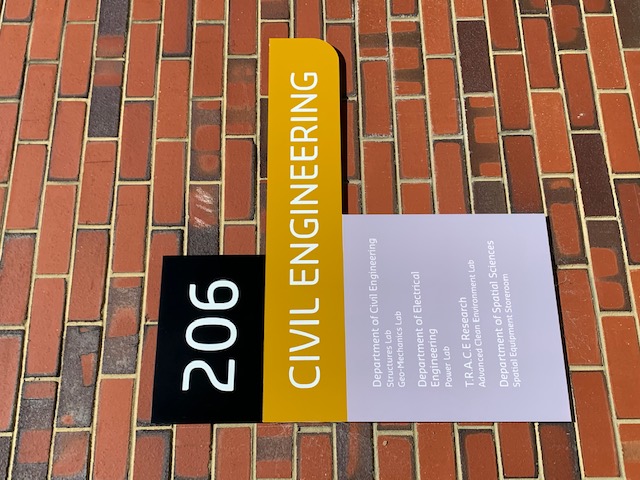 206
CIVIL ENGINEERING
Department of Civil Engineering
Structures Lab
Geo-Mechanics Lab
Department of Electrical
Engineering
Power Lab
T.R.A.C.E Research
Advanced Clean Environment Lab
Department of Spatial Sciences
Spatial Equipment Storeroom